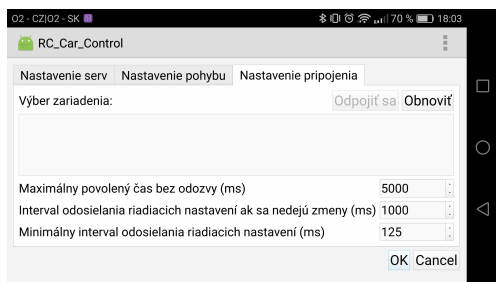 O2 - CZ|O2 - SK 70 % 18:03
RC_Car_Control
Nastavenie serv Nastavenie pohybu Nastavenie pripojenia
Výber zariadenia: Odpojiť sa Obnoviť
Maximálny povolený čas bez odozvy (ms) 5000
Interval odosielania riadiacich nastavení ak sa nedejú zmeny (ms) 1000
Minimálny interval odosielania riadiacich nastavení (ms) 125
OK Cancel